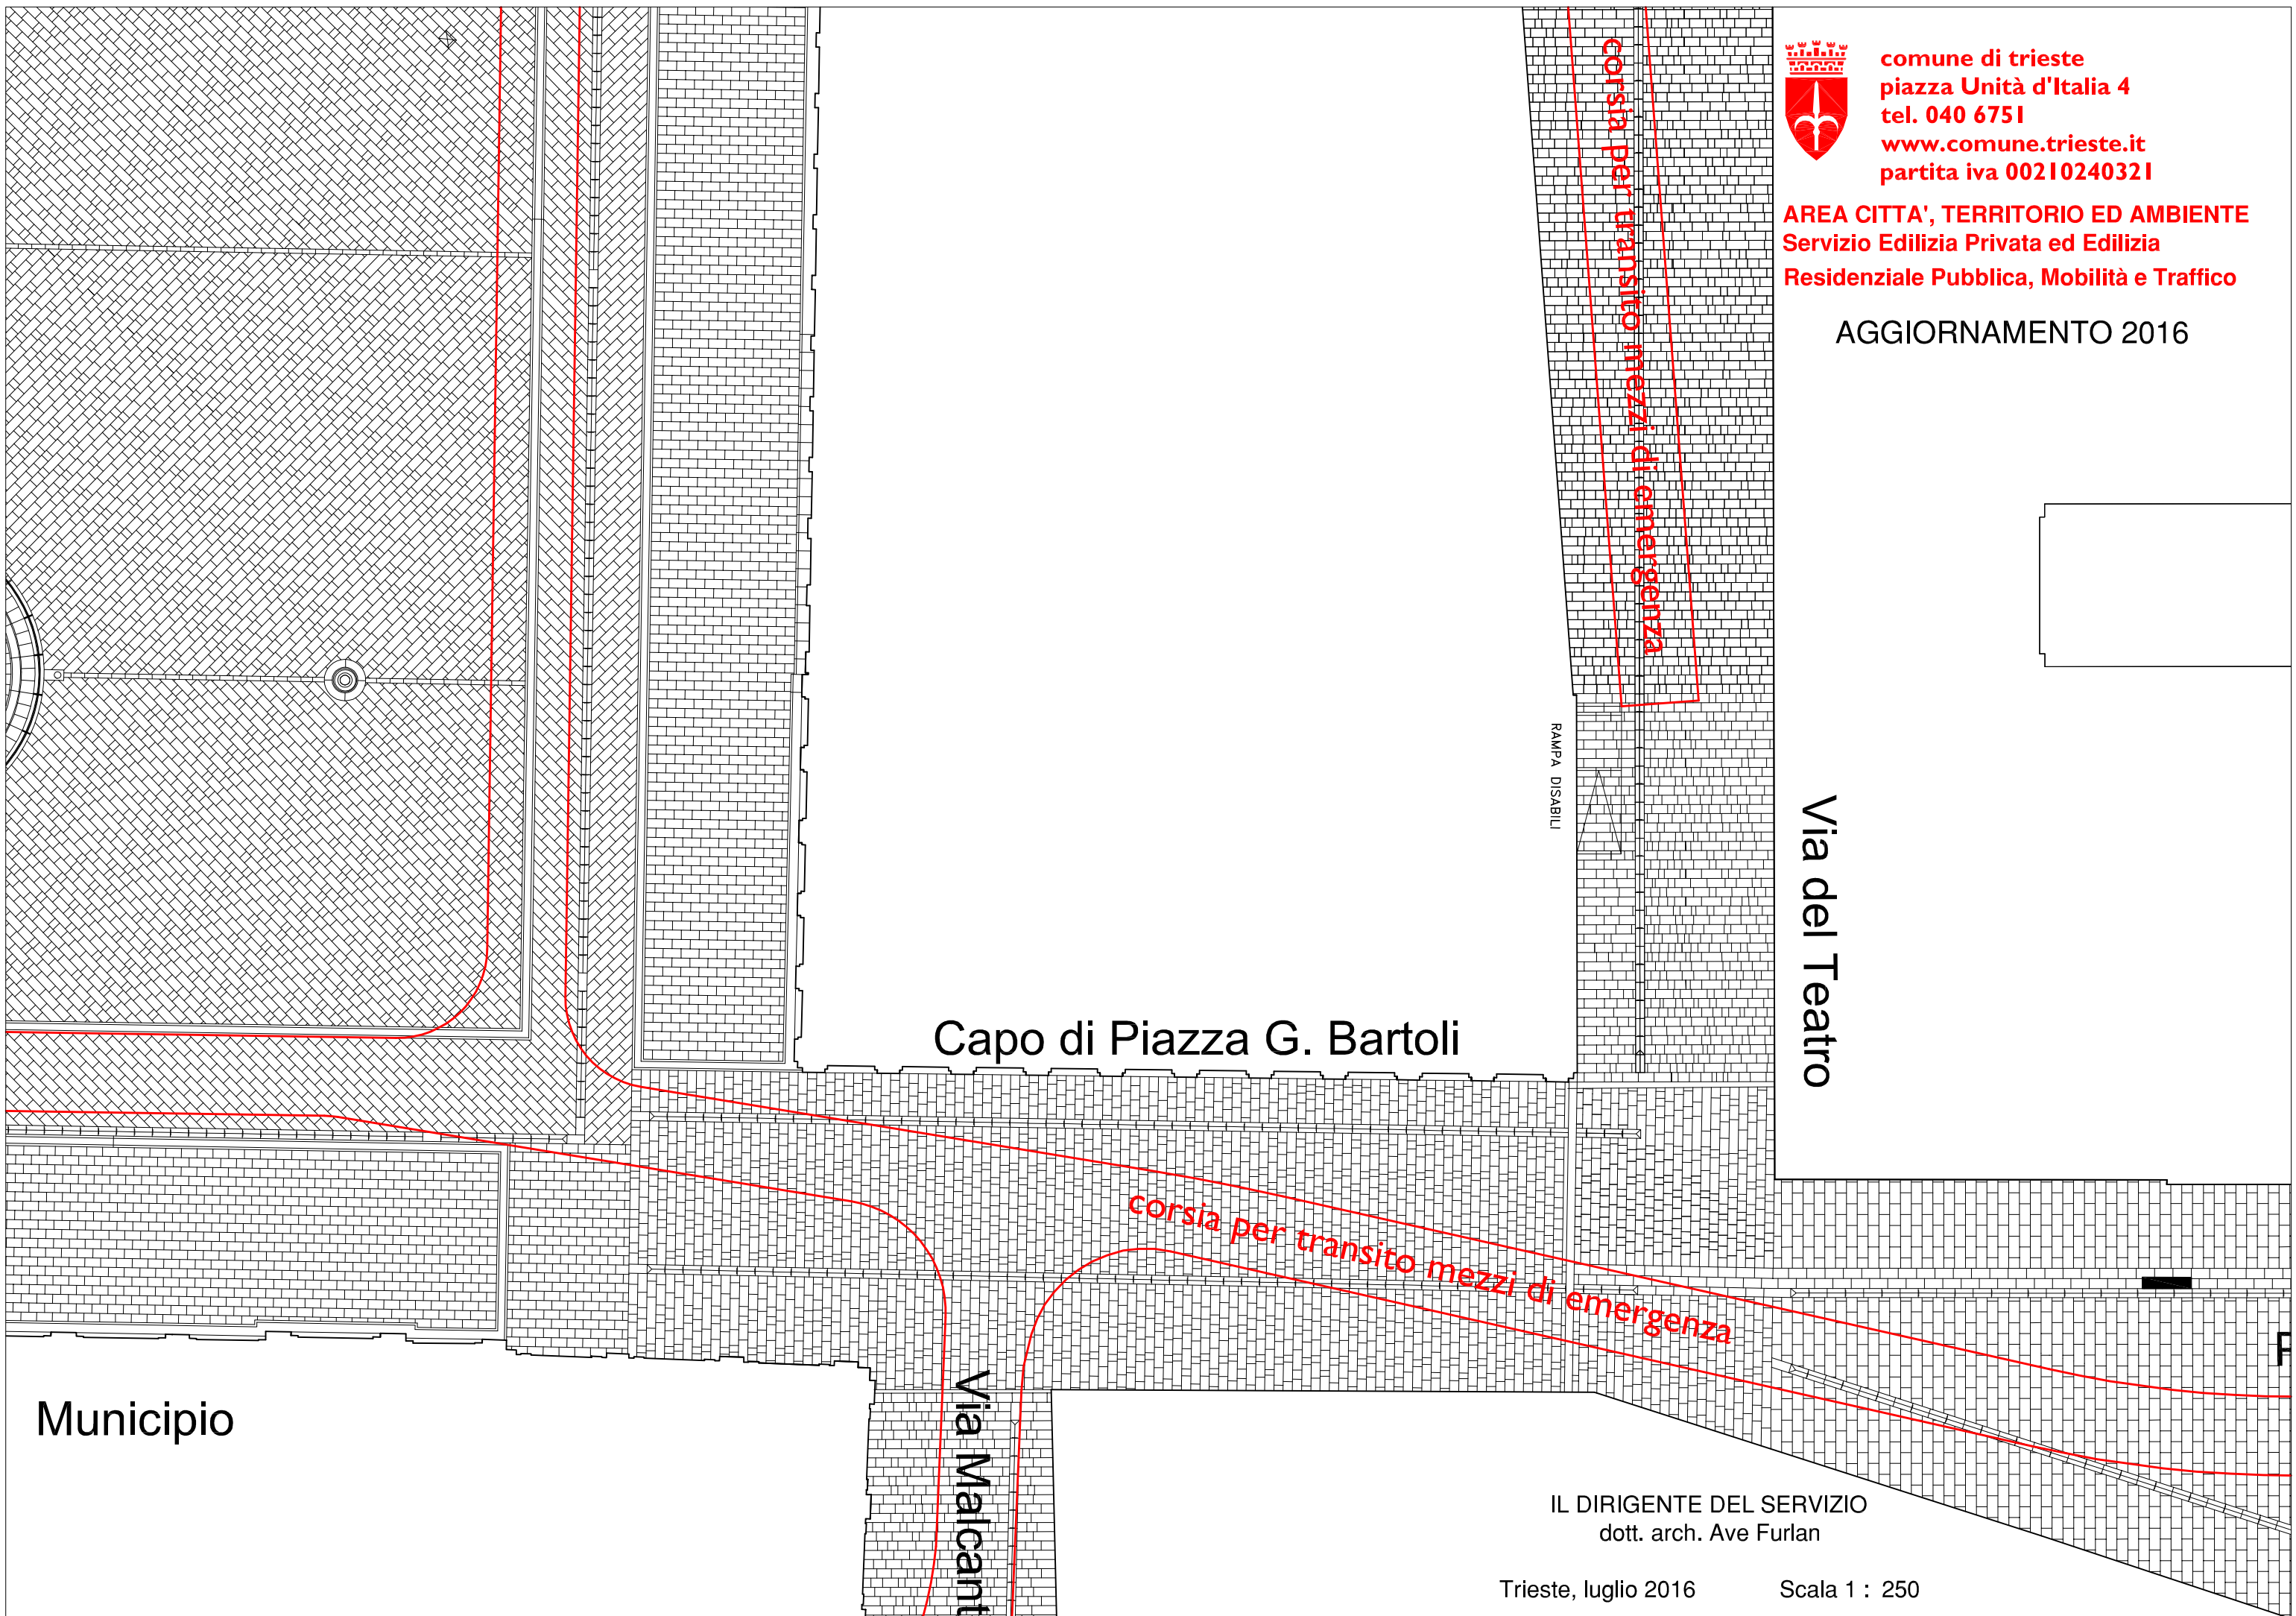 comune di trieste
piazza Unità d'Italia 4
tel. 040 6751
www.comune.trieste.it
partita iva 00210240321
AREA CITTA', TERRITORIO ED AMBIENTE
Servizio Edilizia Privata ed Edilizia
Residenziale Pubblica, Mobilità e Traffico
AGGIORNAMENTO 2016
corsia per transito mezzi di emergenza
RAMPA DISABILI
Via del Teatro
Capo di Piazza G. Bartoli
corsia per transito mezzi di emergenza
Municipio
Via Malcant
IL DIRIGENTE DEL SERVIZIO
dott. arch. Ave Furlan
Trieste, luglio 2016 Scala 1 : 250